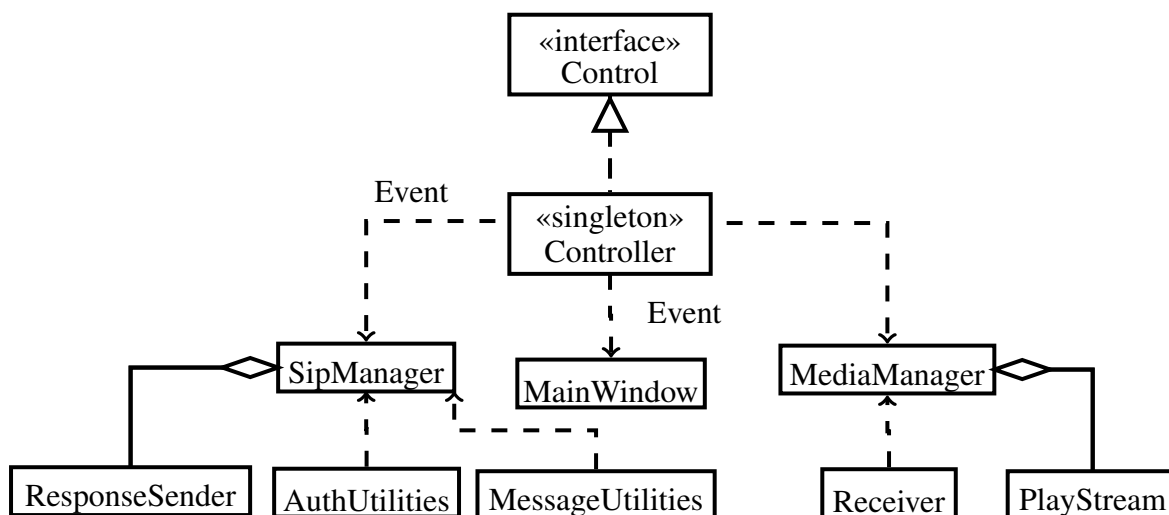 «interface»
Control
Event
«singleton»
Controller
Event
SipManager
MainWindow
MediaManager
ResponseSender
AuthUtilities
MessageUtilities
Receiver
PlayStream